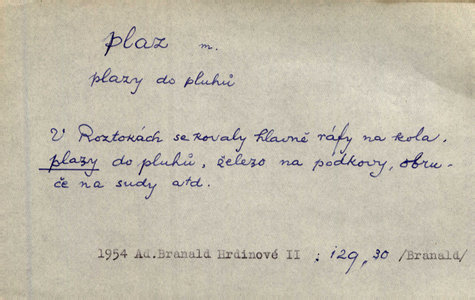 plaz m.
plazy do pluhů
V Roztokách se kovaly hlavně ráfy na kola,
plazy do pluhů, železo na podkovy, obru-
če na sudy atd.
1954 Ad.Branald Hrdinové II : 129, 30 /Branald/